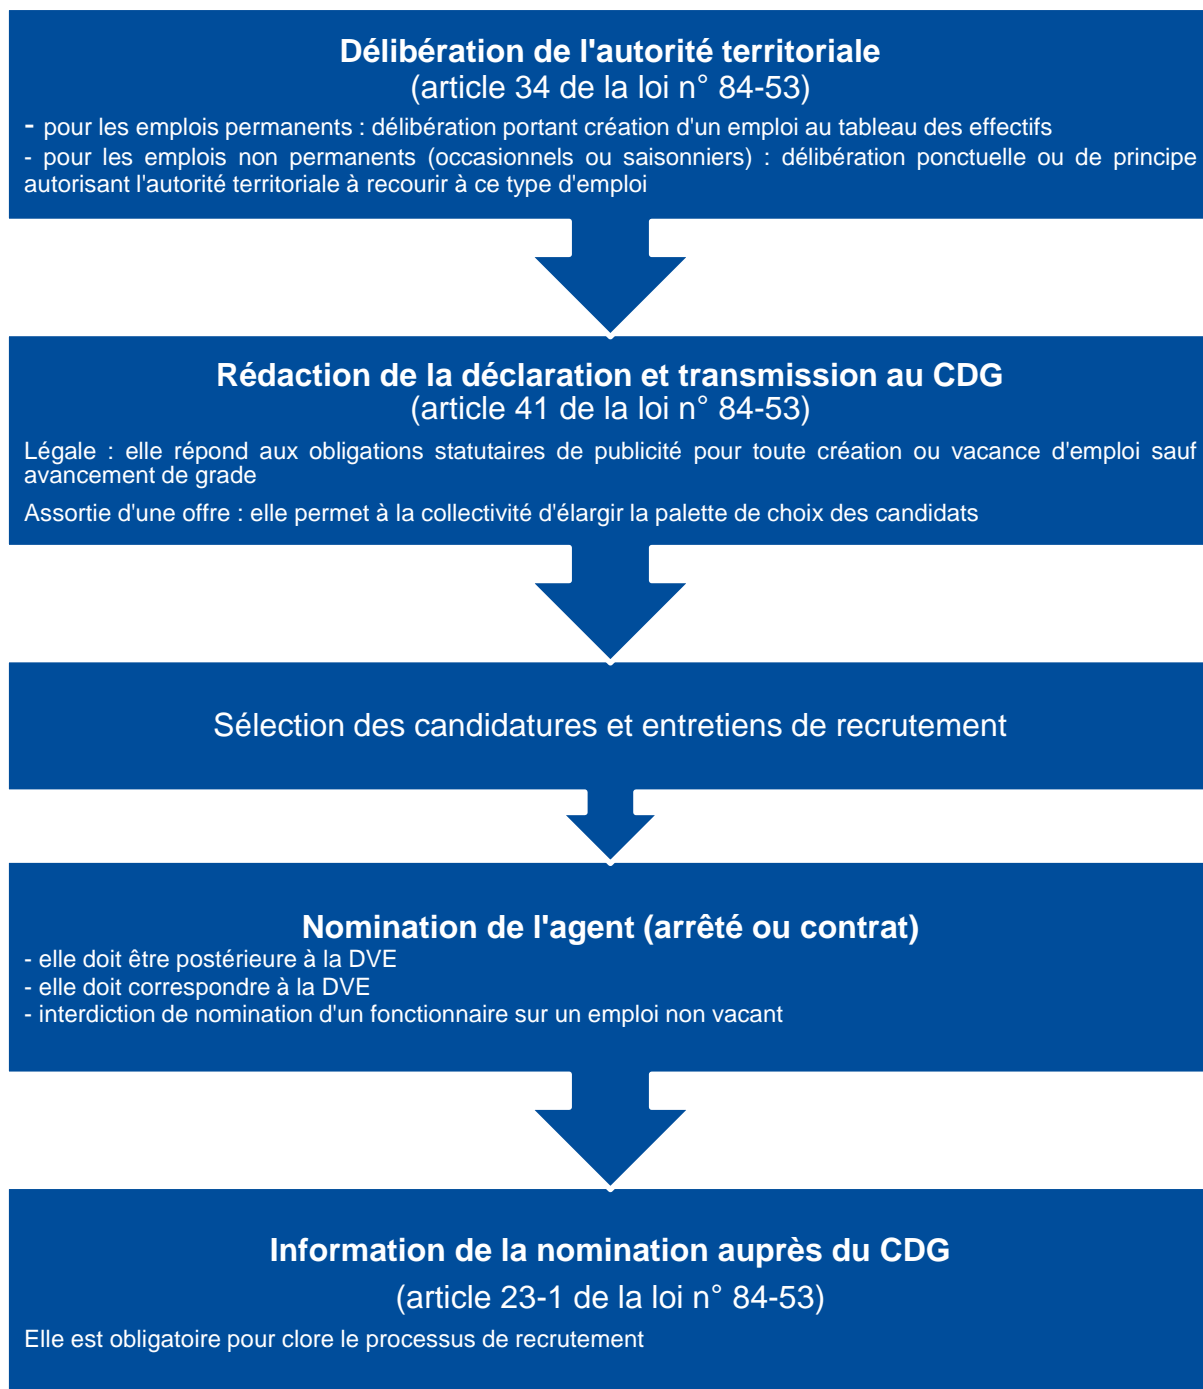 Délibération de l'autorité territoriale
(article 34 de la loi n° 84-53)
- pour les emplois permanents : délibération portant création d'un emploi au tableau des effectifs
- pour les emplois non permanents (occasionnels ou saisonniers) : délibération ponctuelle ou de principe
autorisant l'autorité territoriale à recourir à ce type d'emploi
Rédaction de la déclaration et transmission au CDG
(article 41 de la loi n° 84-53)
Légale : elle répond aux obligations statutaires de publicité pour toute création ou vacance d'emploi sauf
avancement de grade
Assortie d'une offre : elle permet à la collectivité d'élargir la palette de choix des candidats
Sélection des candidatures et entretiens de recrutement
Nomination de l'agent (arrêté ou contrat)
- elle doit être postérieure à la DVE
- elle doit correspondre à la DVE
- interdiction de nomination d'un fonctionnaire sur un emploi non vacant
Information de la nomination auprès du CDG
(article 23-1 de la loi n° 84-53)
Elle est obligatoire pour clore le processus de recrutement